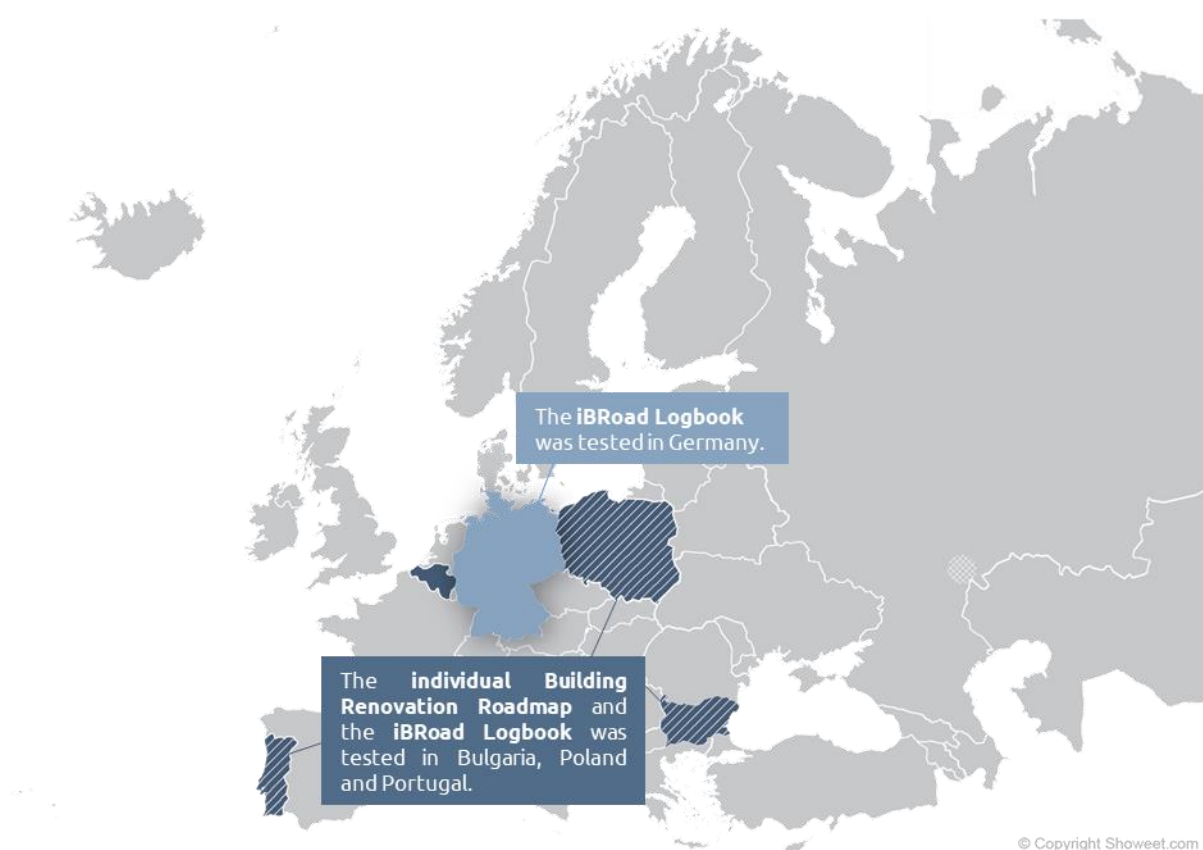 The iBRoad Logbook
was tested in Germany.
The individual Building
Renovation Roadmap and
the iBRoad Logbook was
tested in Bulgaria, Poland
and Portugal.
© Copyright Showeet.com